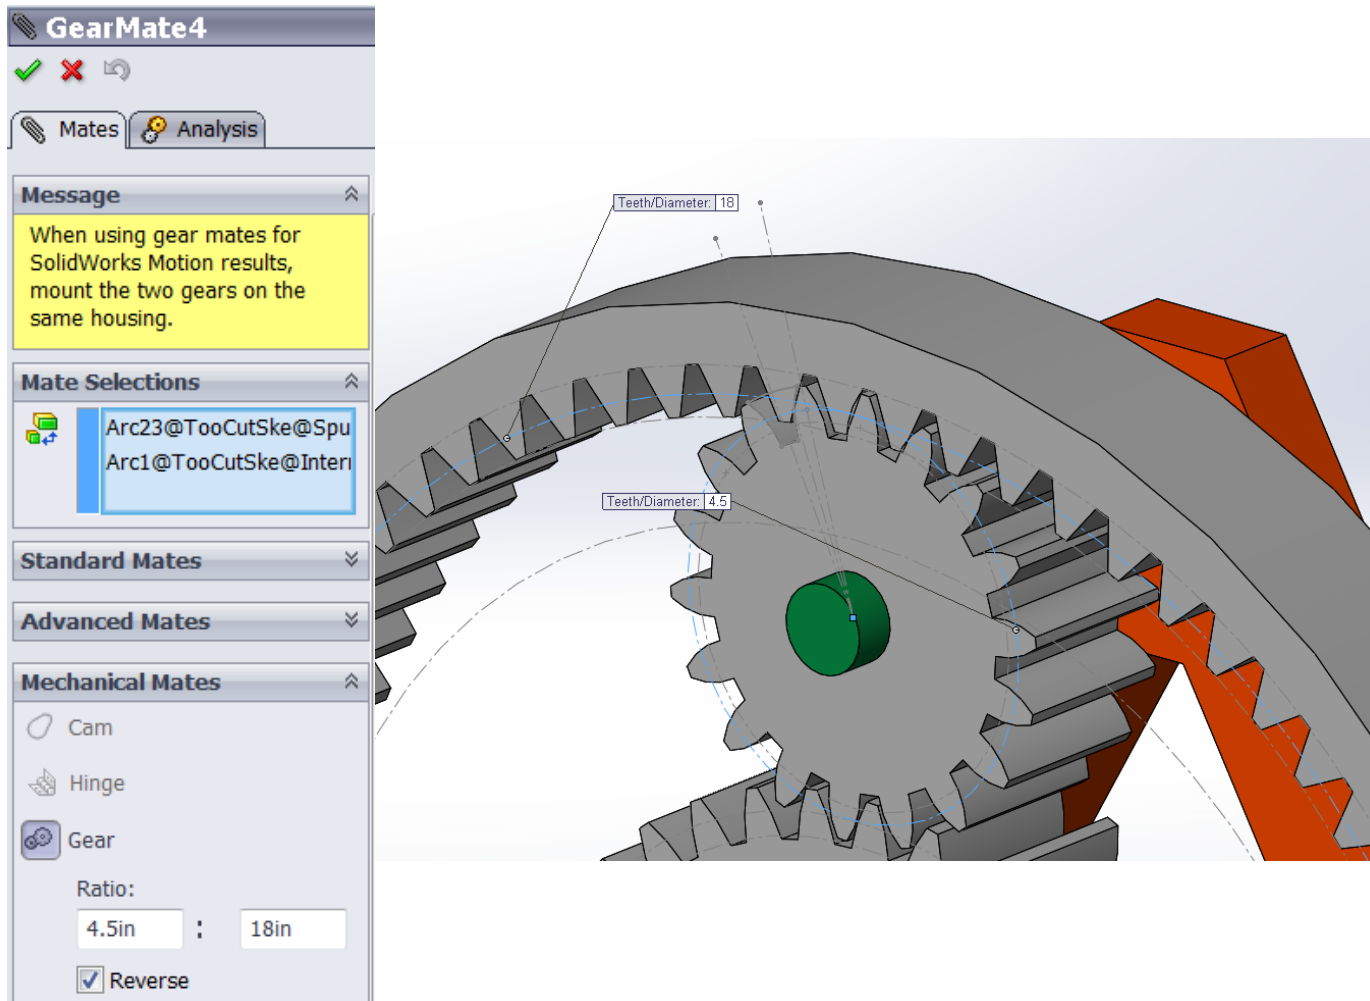 GearMate4
Mates
Analysis
Message
When using gear mates for
SolidWorks Motion results,
mount the two gears on the
same housing.
Mate Selections
Arc23@TooCutSke@Spu
Arc1@TooCutSke@Intern
Standard Mates
Advanced Mates
Mechanical Mates
Cam
Hinge
Gear
Ratio:
4.5in : 18in
Reverse
Teeth/Diameter: 18
Teeth/Diameter: 4.5